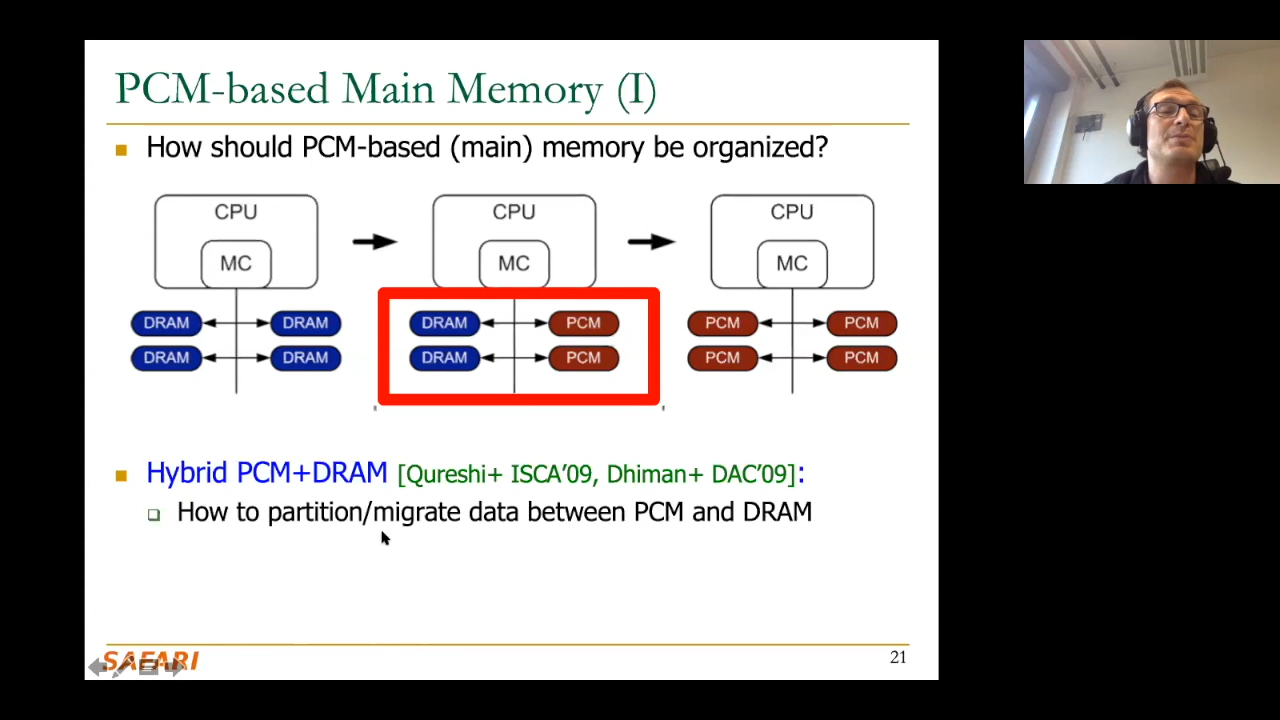 PCM-based Main Memory (I)
How should PCM-based (main) memory be organized?
CPU CPU CPU
MC MC MC
DRAM DRAM DRAM PCM PCM PCM
DRAM DRAM DRAM PCM PCM PCM
Hybrid PCM+DRAM [Qureshi+ ISCA’09, Dhiman+ DAC’09]:
How to partition/migrate data between PCM and DRAM
SAFARI
21